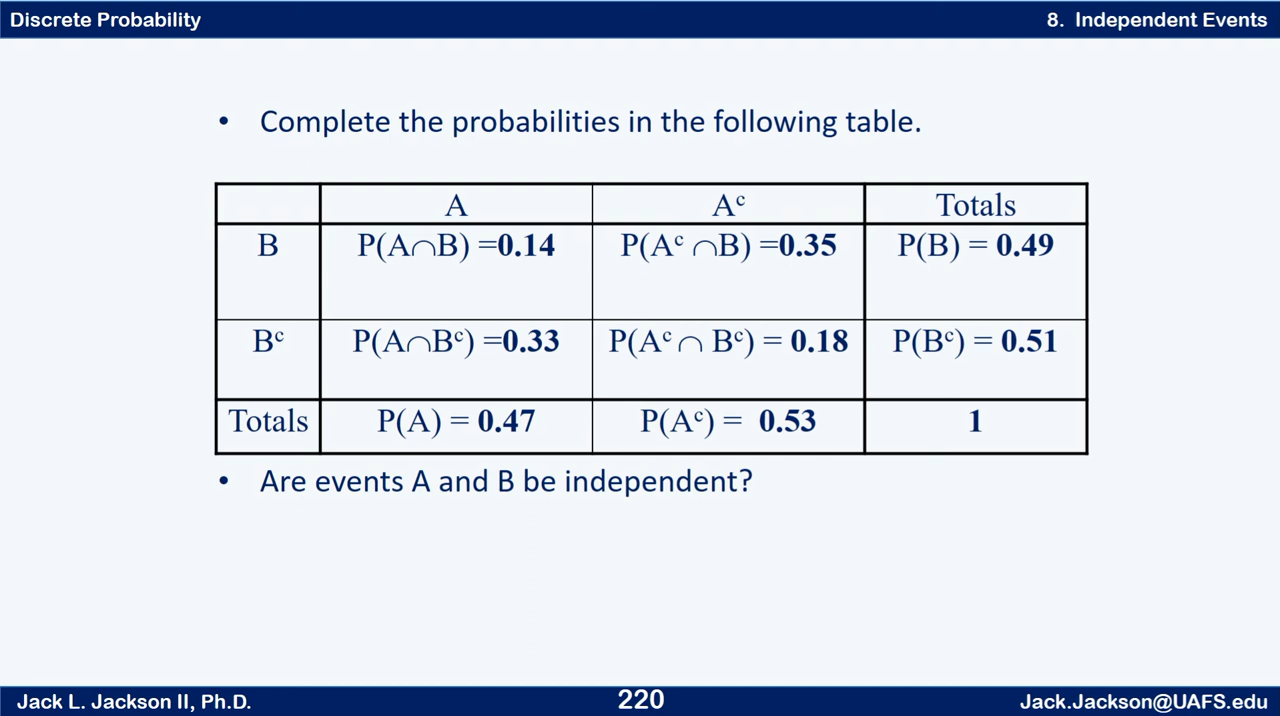 Discrete Probability
8. Independent Events
• Complete the probabilities in the following table.
A Aᶜ Totals
B P(A∩B) =0.14 P(Aᶜ ∩B) =0.35 P(B) = 0.49
Bᶜ P(A∩Bᶜ) =0.33 P(Aᶜ ∩ Bᶜ) = 0.18 P(Bᶜ) = 0.51
Totals P(A) = 0.47 P(Aᶜ) = 0.53 1
• Are events A and B be independent?
Jack L. Jackson II, Ph.D.
220
Jack.Jackson@UAFS.edu